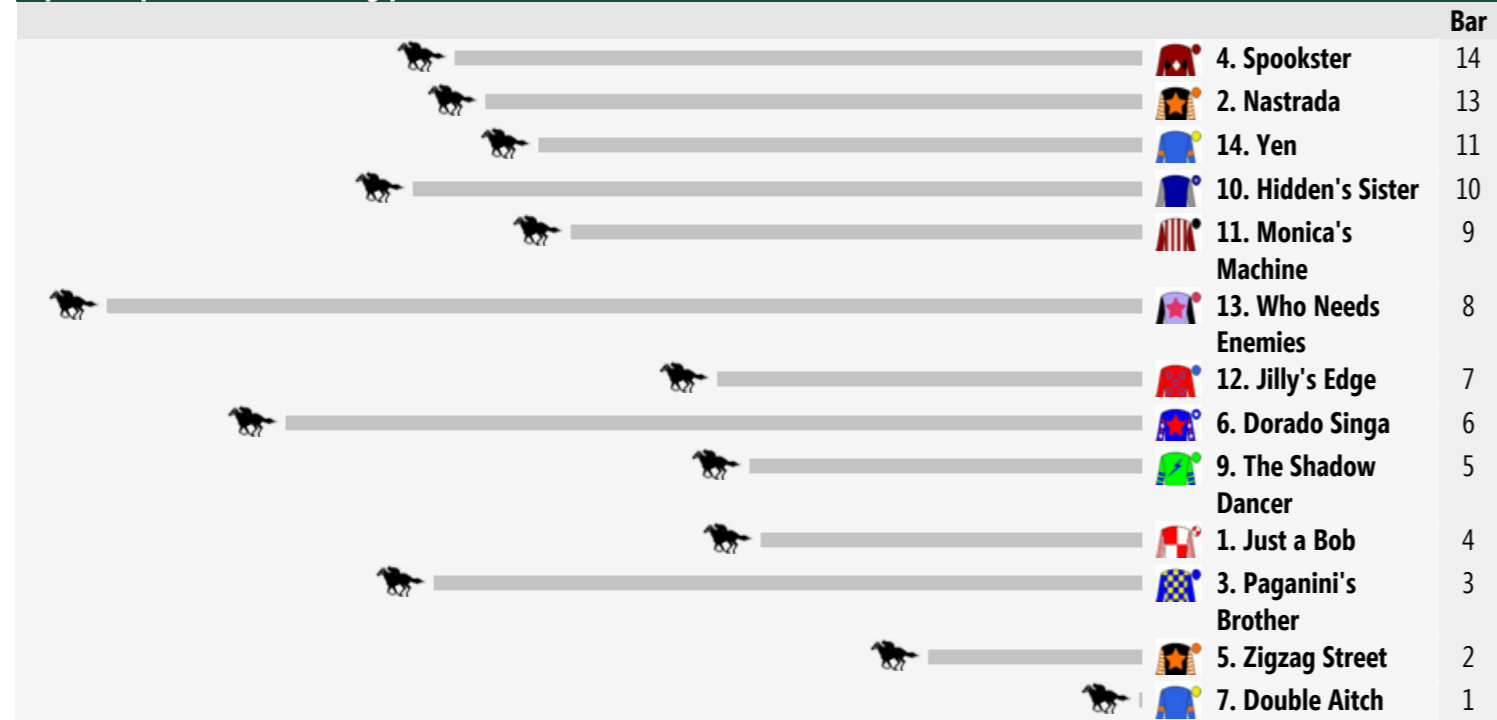 Bar
4. Spookster 14
2. Nastrada 13
14. Yen 11
10. Hidden's Sister 10
11. Monica's 9
Machine
13. Who Needs 8
Enemies
12. Jilly's Edge 7
6. Dorado Singa 6
9. The Shadow 5
Dancer
1. Just a Bob 4
3. Paganini's 3
Brother
5. Zigzag Street 2
7. Double Aitch 1